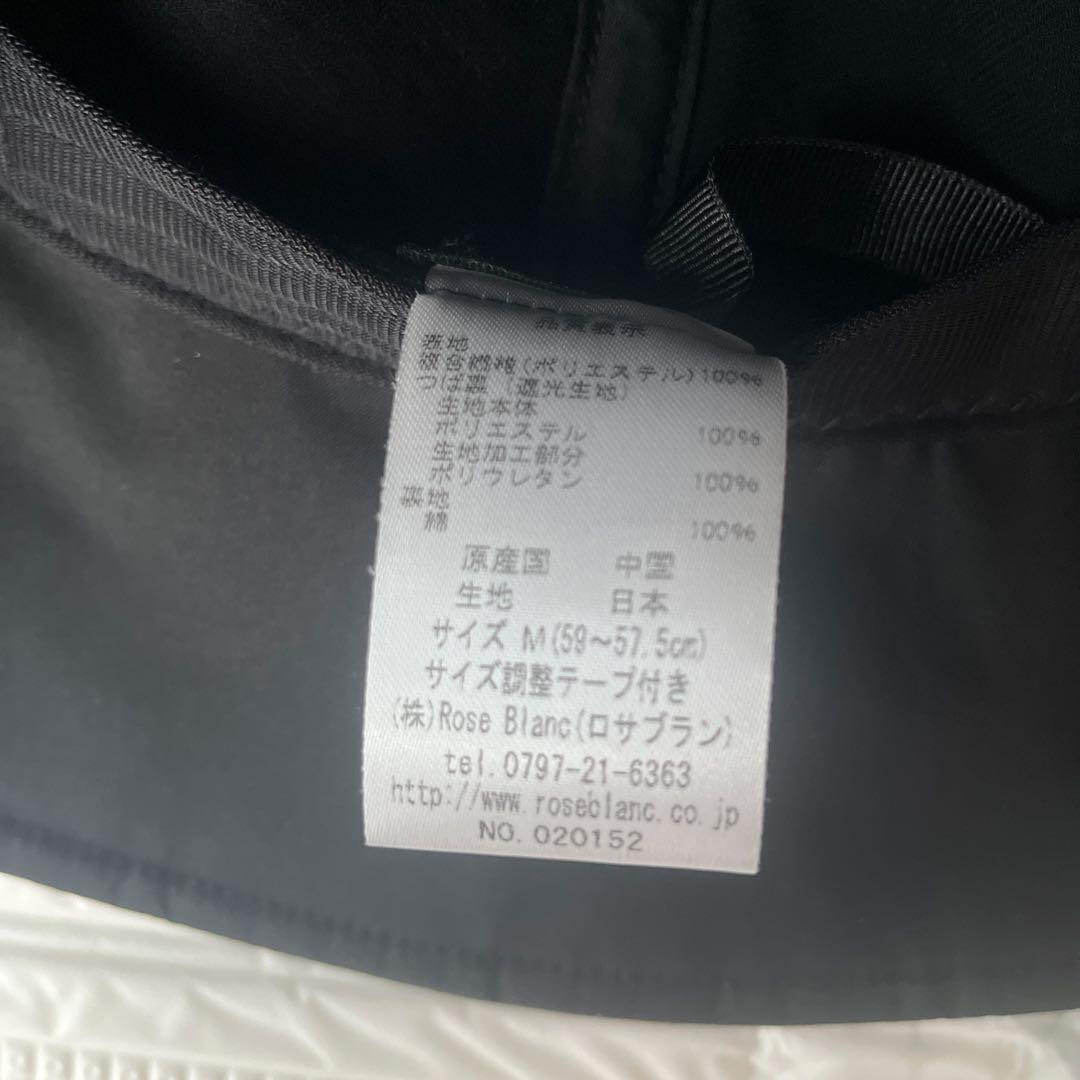 品質表示
表地
複合繊維(ポリエステル)100%
つば裏 (遮光生地)
生地本体
ポリエステル 100%
生地加工部分
ポリウレタン 100%
裏地
綿 100%
原産国 中国
生地 日本
サイズ M(59～57.5cm)
サイズ調整テープ付き
(株)Rose Blanc(ロサブラン)
tel.0797-21-6363
http://www.roseblanc.co.jp
NO. 020152